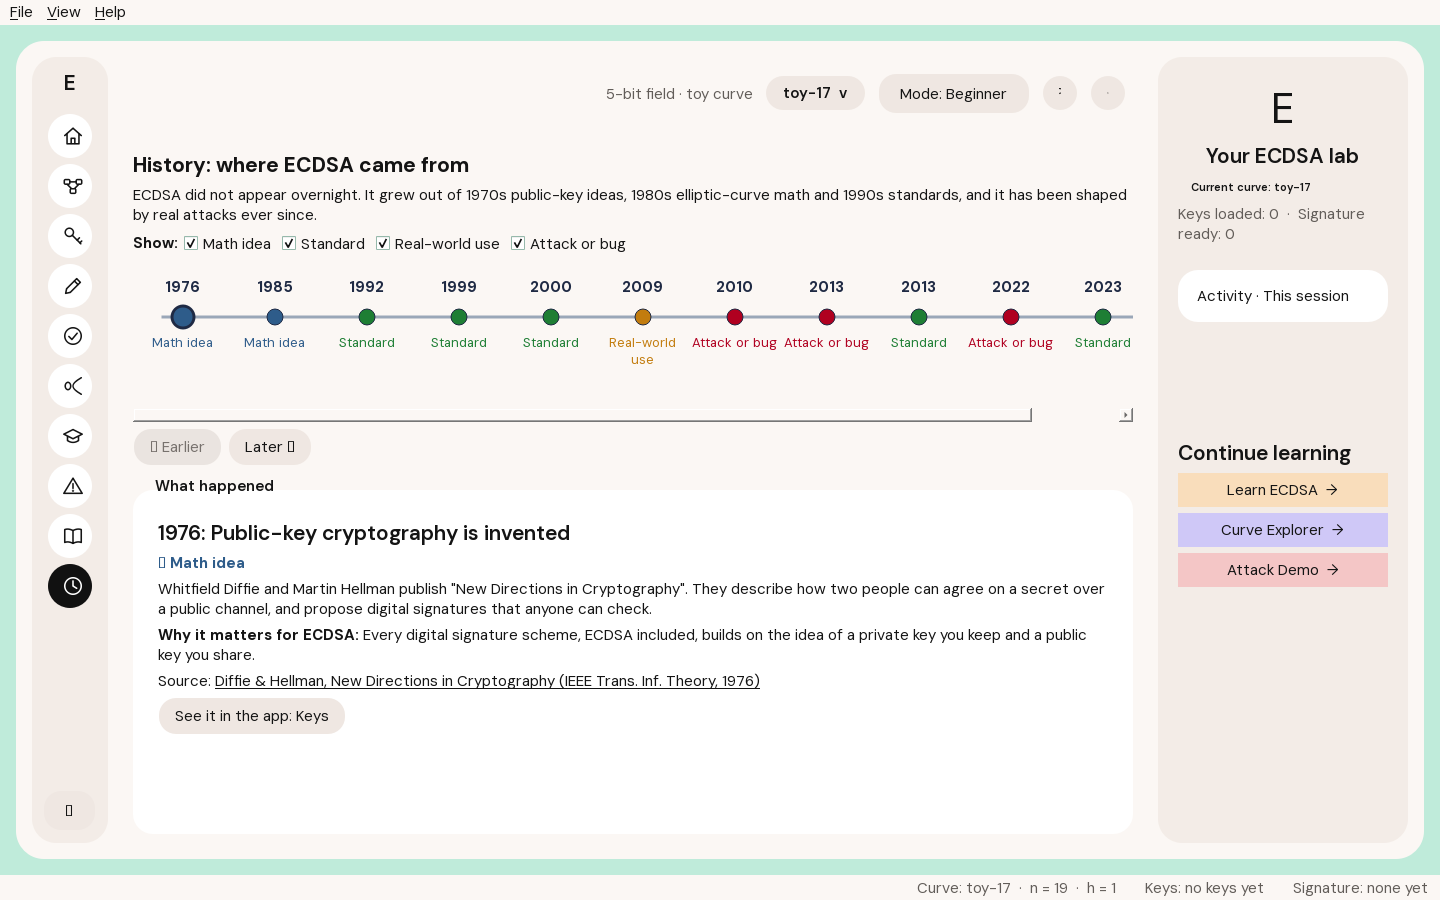 File View Help
E
5-bit field · toy curve toy-17 v Mode: Beginner
History: where ECDSA came from
ECDSA did not appear overnight. It grew out of 1970s public-key ideas, 1980s elliptic-curve math and 1990s standards, and it has been shaped
by real attacks ever since.
Show: Math idea Standard Real-world use Attack or bug
1976 1985 1992 1999 2000 2009 2010 2013 2013 2022 2023
Math idea Math idea Standard Standard Standard Real-world use Attack or bug Attack or bug Standard Attack or bug Standard
Earlier Later
What happened
1976: Public-key cryptography is invented
Math idea
Whitfield Diffie and Martin Hellman publish "New Directions in Cryptography". They describe how two people can agree on a secret over
a public channel, and propose digital signatures that anyone can check.
Why it matters for ECDSA: Every digital signature scheme, ECDSA included, builds on the idea of a private key you keep and a public
key you share.
Source: Diffie & Hellman, New Directions in Cryptography (IEEE Trans. Inf. Theory, 1976)
See it in the app: Keys
E
Your ECDSA lab
Current curve: toy-17
Keys loaded: 0 · Signature
ready: 0
Activity · This session
Continue learning
Learn ECDSA →
Curve Explorer →
Attack Demo →
Curve: toy-17 · n = 19 · h = 1 Keys: no keys yet Signature: none yet